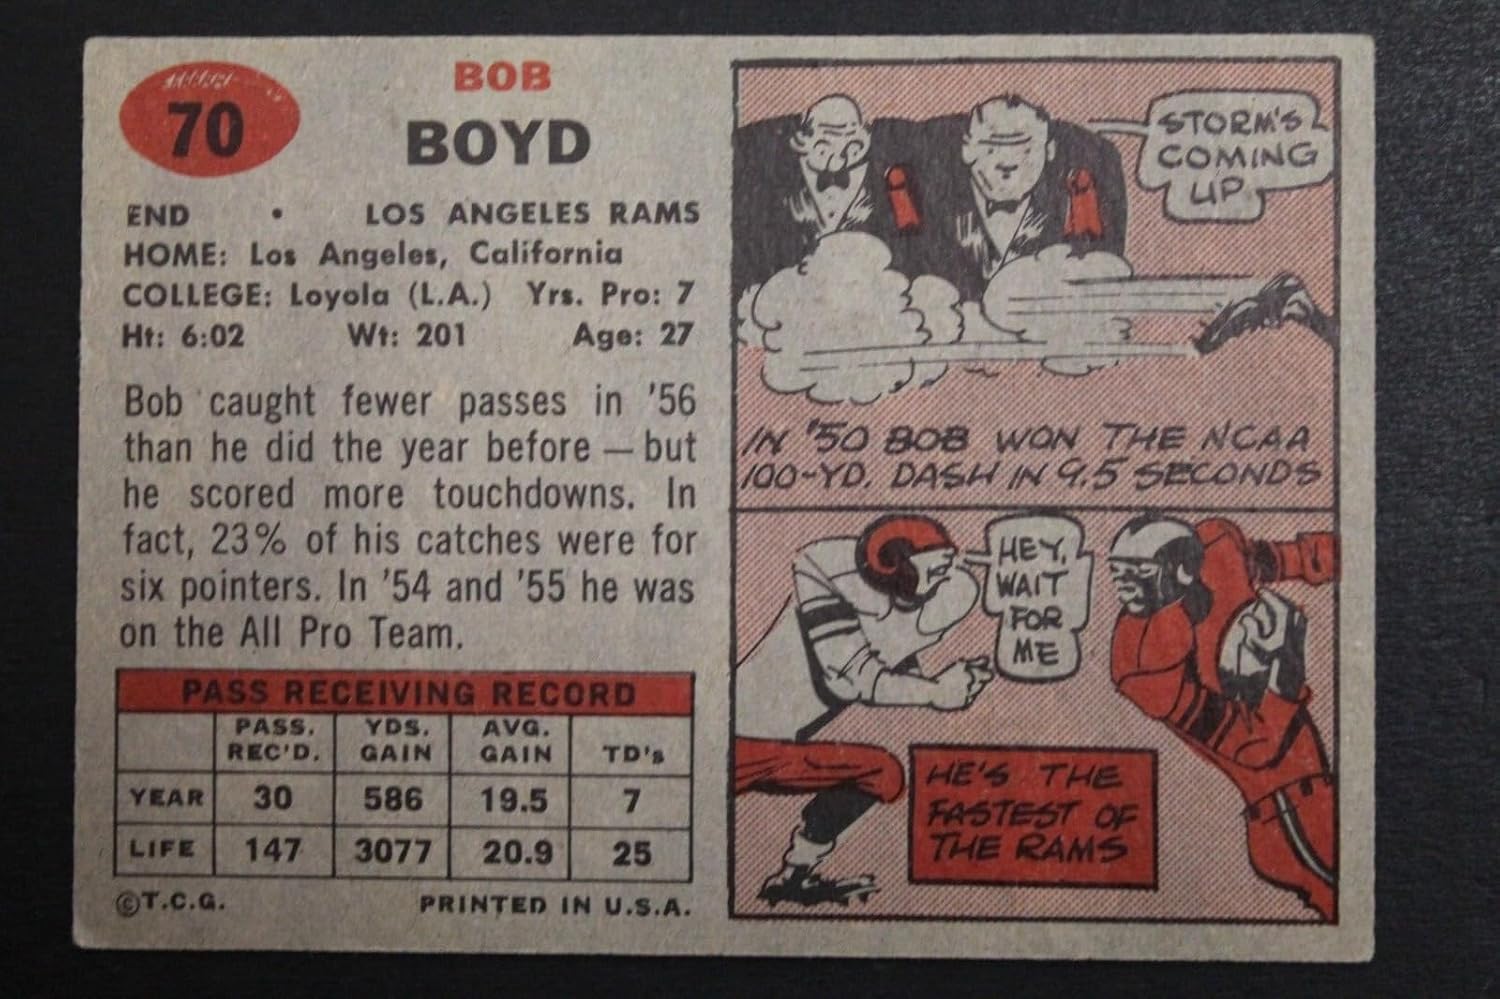 70
BOB
BOYD
END • LOS ANGELES RAMS
HOME: Los Angeles, California
COLLEGE: Loyola (L.A.) Yrs. Pro: 7
Ht: 6:02 Wt: 201 Age: 27
Bob caught fewer passes in '56
than he did the year before — but
he scored more touchdowns. In
fact, 23% of his catches were for
six pointers. In '54 and '55 he was
on the All Pro Team.
PASS RECEIVING RECORD
PASS. REC'D. YDS. GAIN AVG. GAIN TD's
YEAR 30 586 19.5 7
LIFE 147 3077 20.9 25
©T.C.G. PRINTED IN U.S.A.
STORM'S
COMING
UP
IN '50 BOB WON THE NCAA
100-YD. DASH IN 9.5 SECONDS
HEY,
WAIT
FOR
ME
HE'S THE
FASTEST OF
THE RAMS